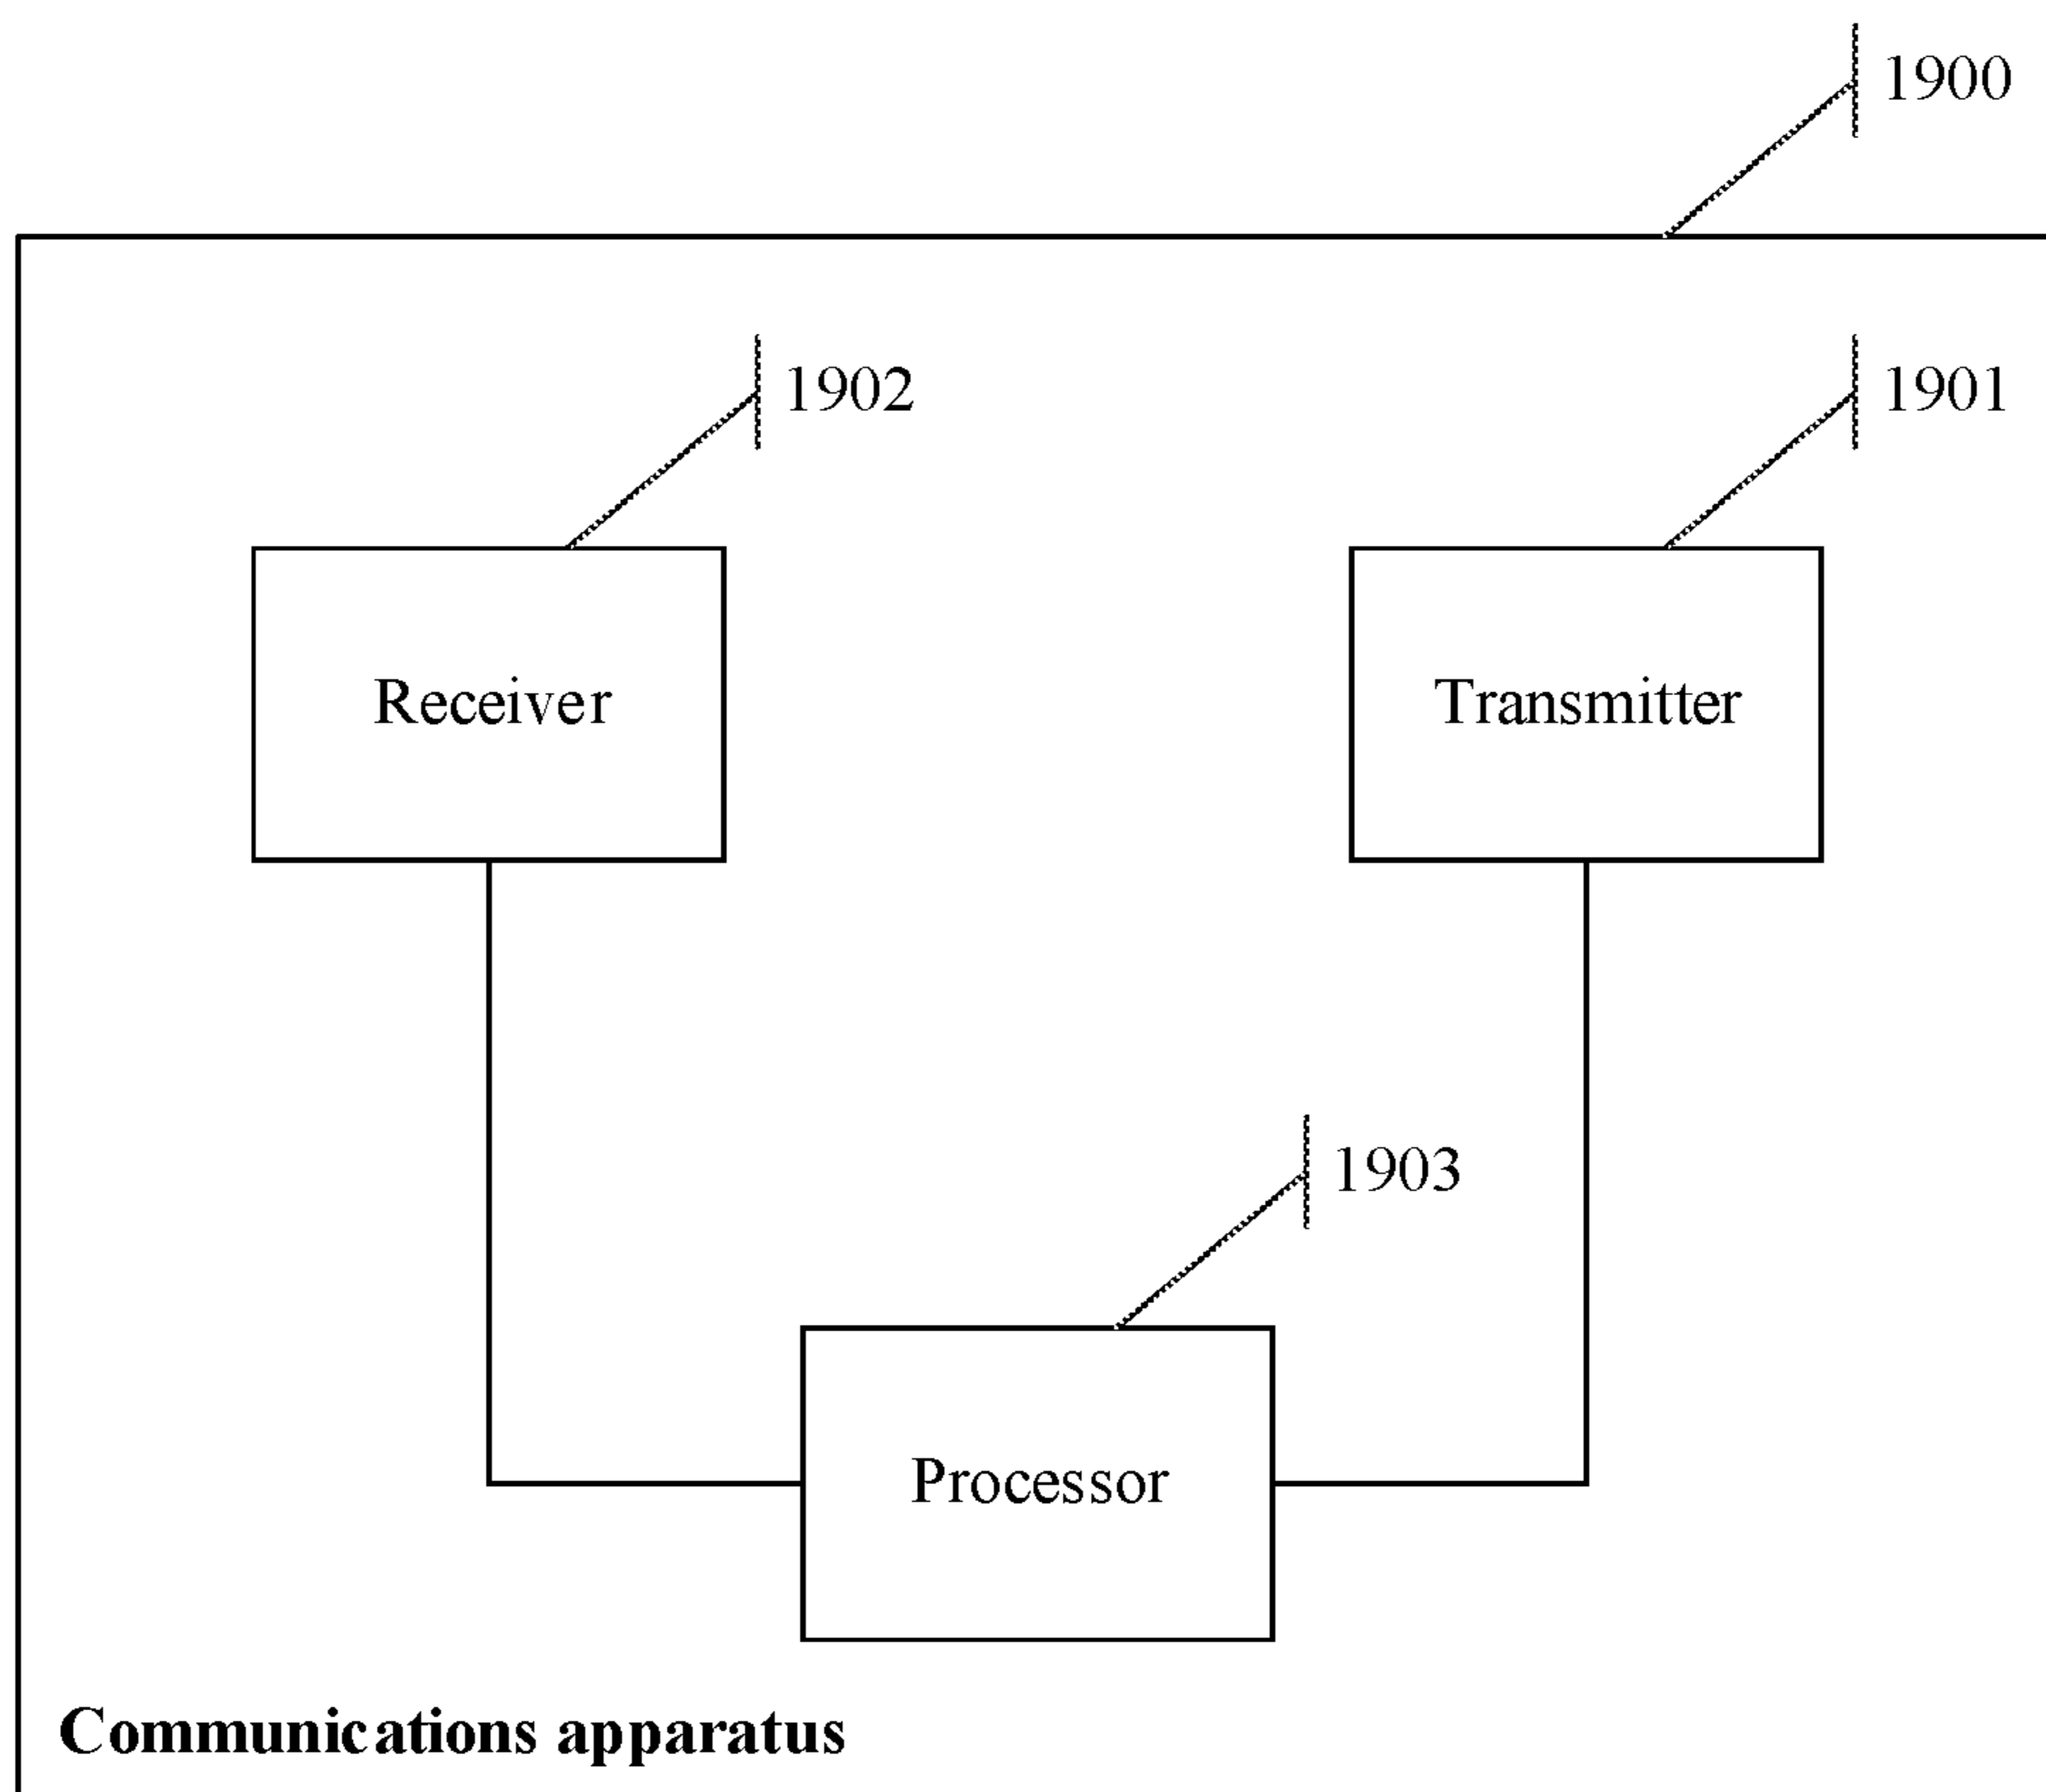 1900
1902
1901
Receiver
Transmitter
1903
Processor
Communications apparatus